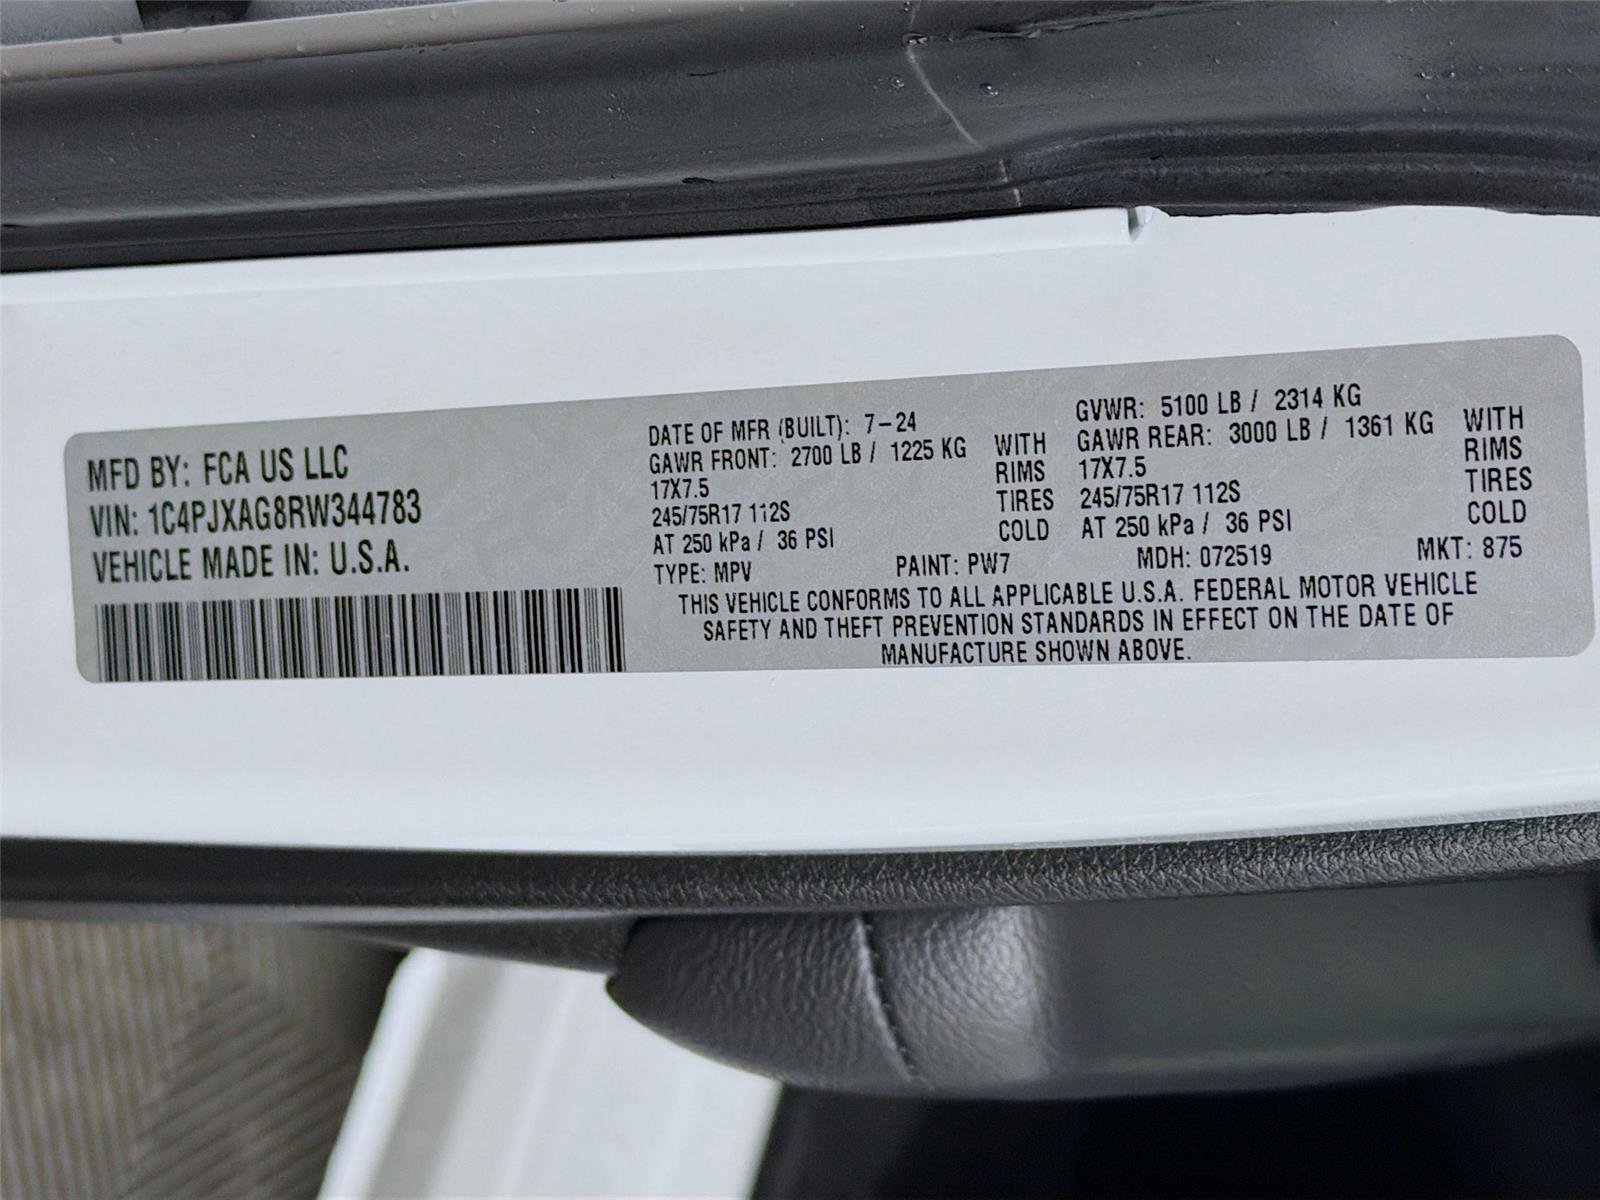 MFD BY: FCA US LLC
VIN: 1C4PJXAG8RW344783
VEHICLE MADE IN: U.S.A.
DATE OF MFR (BUILT): 7-24
GAWR FRONT: 2700 LB / 1225 KG WITH
17X7.5 RIMS
245/75R17 112S TIRES
AT 250 kPa / 36 PSI COLD
GVWR: 5100 LB / 2314 KG
GAWR REAR: 3000 LB / 1361 KG WITH
17X7.5 RIMS
245/75R17 112S TIRES
AT 250 kPa / 36 PSI COLD
TYPE: MPV PAINT: PW7 MDH: 072519 MKT: 875
THIS VEHICLE CONFORMS TO ALL APPLICABLE U.S.A. FEDERAL MOTOR VEHICLE
SAFETY AND THEFT PREVENTION STANDARDS IN EFFECT ON THE DATE OF
MANUFACTURE SHOWN ABOVE.